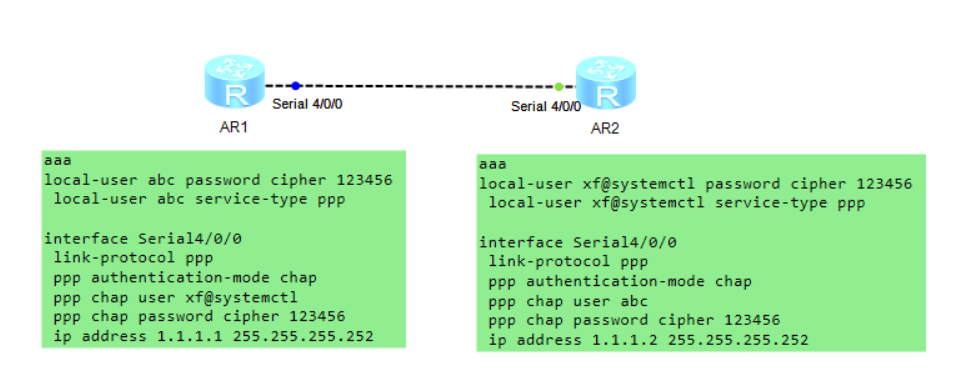 R
R
Serial 4/0/0
Serial 4/0/0
AR1
AR2
aaa
local-user abc password cipher 123456
local-user abc service-type ppp
interface Serial4/0/0
link-protocol ppp
ppp authentication-mode chap
ppp chap user xf@systemctl
ppp chap password cipher 123456
ip address 1.1.1.1 255.255.255.252
aaa
local-user xf@systemctl password cipher 123456
local-user xf@systemctl service-type ppp
interface Serial4/0/0
link-protocol ppp
ppp authentication-mode chap
ppp chap user abc
ppp chap password cipher 123456
ip address 1.1.1.2 255.255.255.252